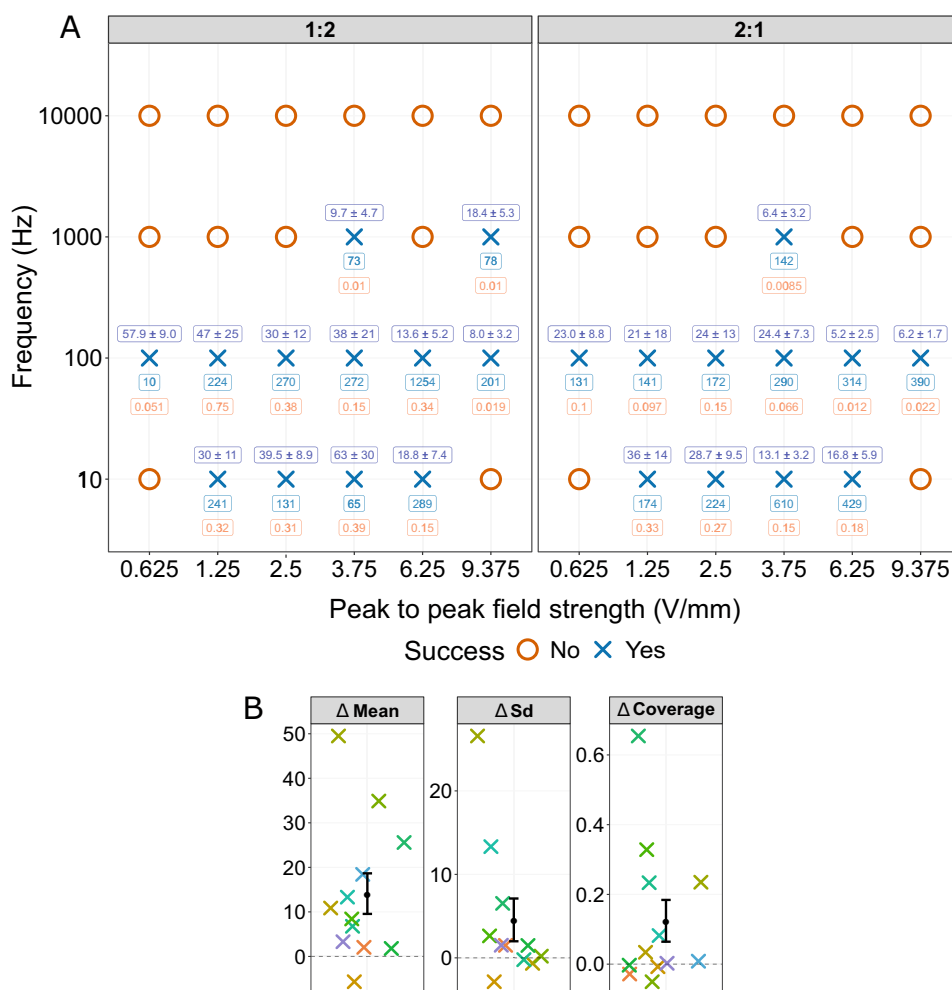 A
1:2
2:1
Frequency (Hz)
10000
1000
9.7 ± 4.7
18.4 ± 5.3
6.4 ± 3.2
73
78
142
0.01
0.01
0.0085
100
57.9 ± 9.0
47 ± 25
30 ± 12
38 ± 21
13.6 ± 5.2
8.0 ± 3.2
23.0 ± 8.8
21 ± 18
24 ± 13
24.4 ± 7.3
5.2 ± 2.5
6.2 ± 1.7
10
224
270
272
1254
201
131
141
172
290
314
390
0.051
0.75
0.38
0.15
0.34
0.019
0.1
0.097
0.15
0.066
0.012
0.022
10
30 ± 11
39.5 ± 8.9
63 ± 30
18.8 ± 7.4
36 ± 14
28.7 ± 9.5
13.1 ± 3.2
16.8 ± 5.9
241
131
65
289
174
224
610
429
0.32
0.31
0.39
0.15
0.33
0.27
0.15
0.18
0.625 1.25 2.5 3.75 6.25 9.375
0.625 1.25 2.5 3.75 6.25 9.375
Peak to peak field strength (V/mm)
Success No Yes
B
Δ Mean
50
40
30
20
10
0
Δ Sd
20
10
0
Δ Coverage
0.6
0.4
0.2
0.0